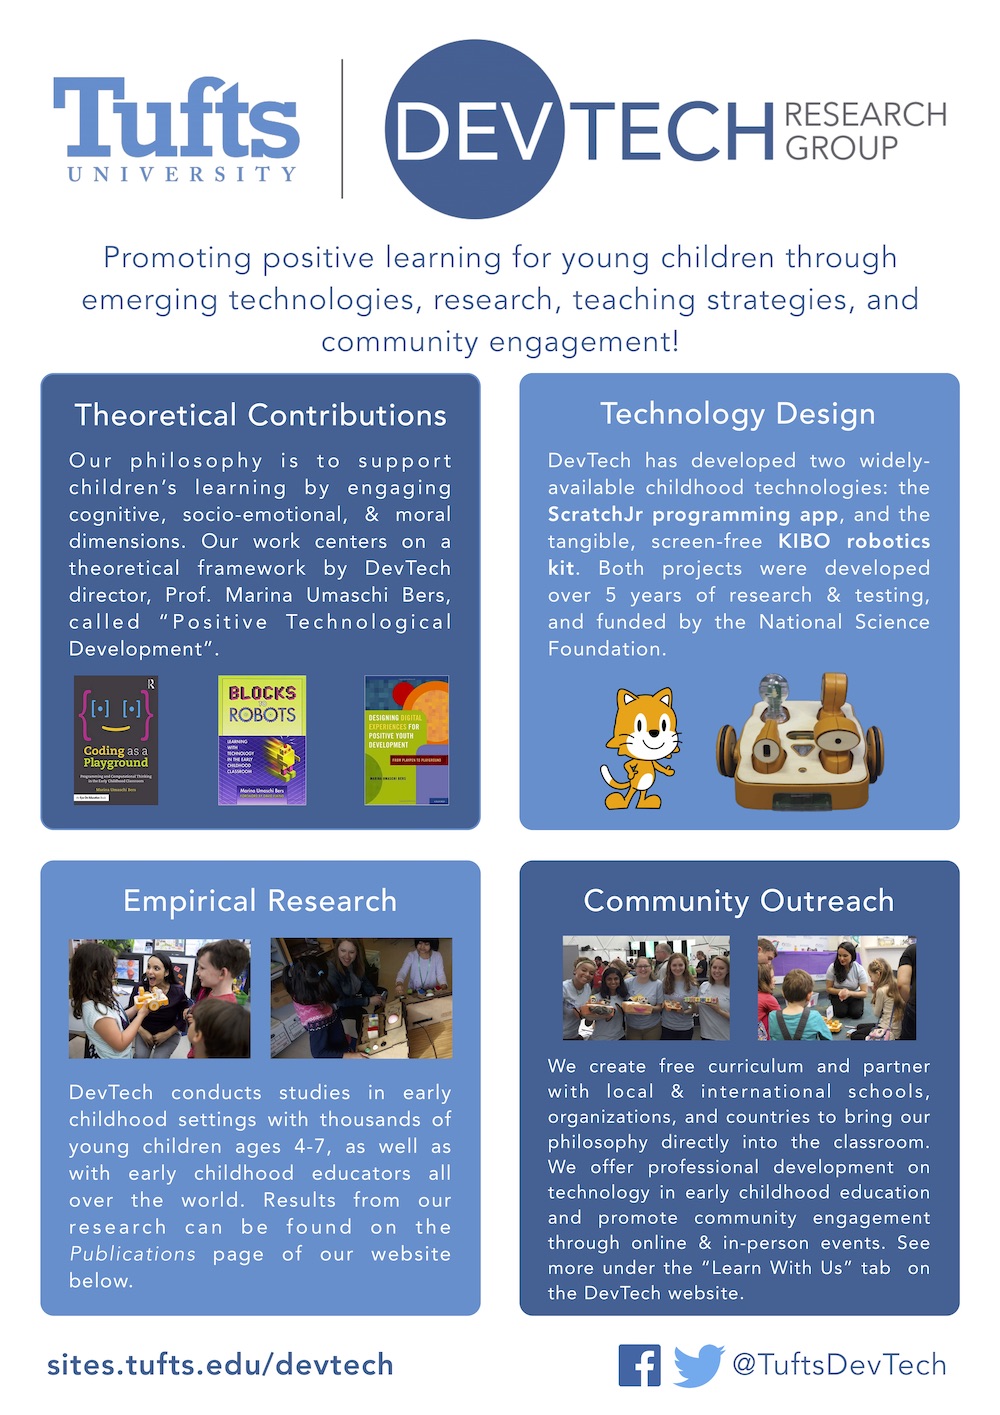 Tufts
UNIVERSITY
DEVTECH
RESEARCH
GROUP
Promoting positive learning for young children through
emerging technologies, research, teaching strategies, and
community engagement!
Theoretical Contributions
Our philosophy is to support
children's learning by engaging
cognitive, socio-emotional, & moral
dimensions. Our work centers on a
theoretical framework by DevTech
director, Prof. Marina Umaschi Bers,
called “Positive Technological
Development”.
R
{[•] [•]}
Coding as a
Playground
Programming and Computational Thinking
in the Early Childhood Classroom
Marina Umaschi Bers
BLOCKS
TO
ROBOTS
LEARNING
WITH
TECHNOLOGY
IN THE EARLY
CHILDHOOD
CLASSROOM
Marina Umaschi Bers
DESIGNING DIGITAL
EXPERIENCES FOR
POSITIVE YOUTH
DEVELOPMENT
FROM PLAYPEN TO PLAYGROUND
MARINA UMASCHI BERS
Technology Design
DevTech has developed two widely-
available childhood technologies: the
ScratchJr programming app, and the
tangible, screen-free KIBO robotics
kit. Both projects were developed
over 5 years of research & testing,
and funded by the National Science
Foundation.
Empirical Research
DevTech conducts studies in early
childhood settings with thousands of
young children ages 4-7, as well as
with early childhood educators all
over the world. Results from our
research can be found on the
Publications page of our website
below.
Community Outreach
We create free curriculum and partner
with local & international schools,
organizations, and countries to bring our
philosophy directly into the classroom.
We offer professional development on
technology in early childhood education
and promote community engagement
through online & in-person events. See
more under the “Learn With Us” tab on
the DevTech website.
sites.tufts.edu/devtech
@TuftsDevTech